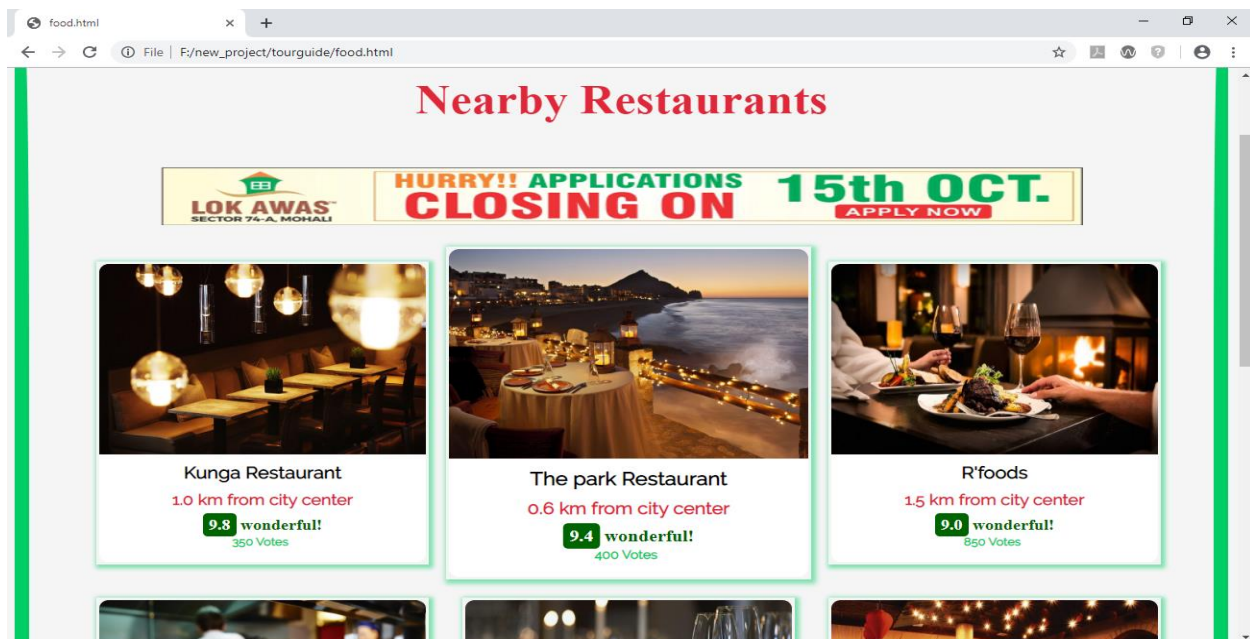 food.html
File | F:/new_project/tourguide/food.html
Nearby Restaurants
LOK AWAS
SECTOR 74-A, MOHALI
HURRY!! APPLICATIONS
CLOSING ON
15th OCT.
APPLY NOW
Kunga Restaurant
1.0 km from city center
9.8 wonderful!
350 Votes
The park Restaurant
0.6 km from city center
9.4 wonderful!
400 Votes
R'foods
1.5 km from city center
9.0 wonderful!
850 Votes